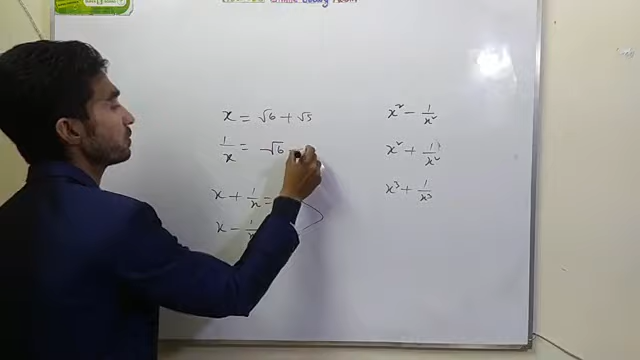 x = √6 + √5
1/x = √6 -
x + 1/x =
x -
x² - 1/x²
x² + 1/x²
x³ + 1/x³